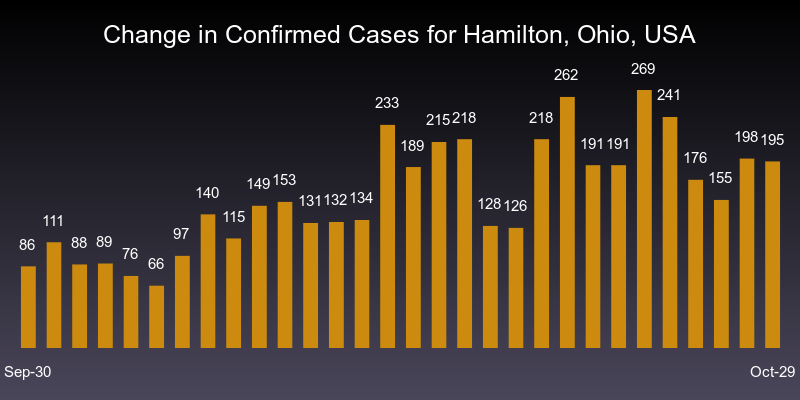 Change in Confirmed Cases for Hamilton, Ohio, USA
86 111 88 89 76 66 97 140 115 149 153 131 132 134 233 189 215 218 128 126 218 262 191 191 269 241 176 155 198 195
Sep-30 Oct-29